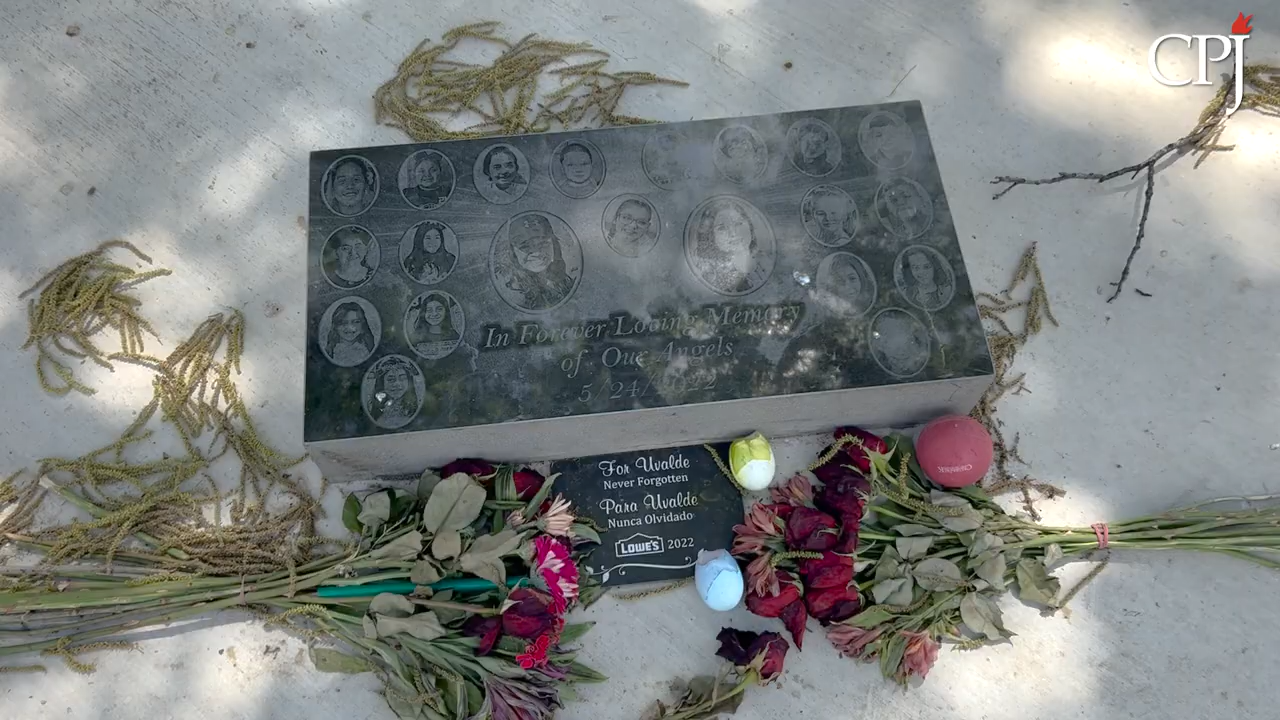 CPJ
In Forever Loving Memory
of Our Angels
5/24/2022
For Uvalde
Never Forgotten
Para Uvalde
Nunca Olvidado
LOWE'S 2022